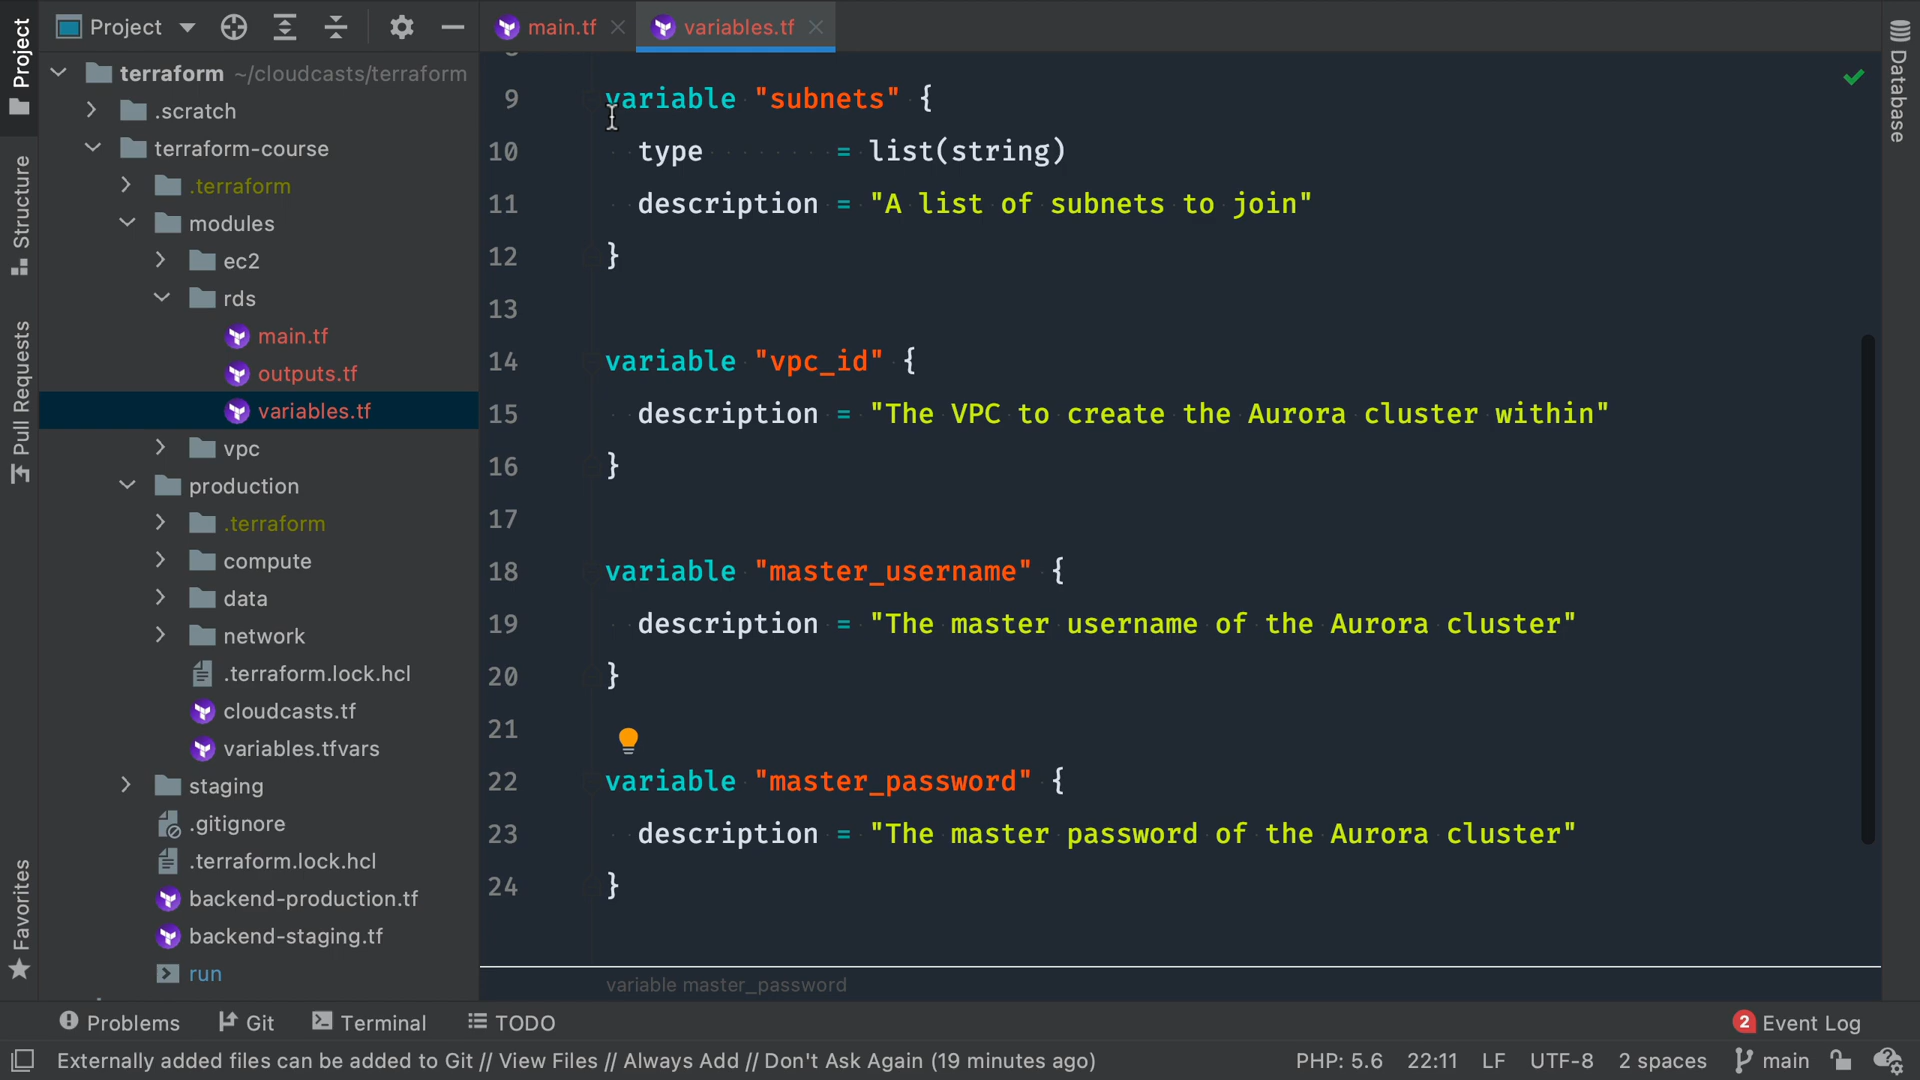 Project
Structure
Pull Requests
Favorites
Project
terraform ~/cloudcasts/terraform
.scratch
terraform-course
.terraform
modules
ec2
rds
main.tf
outputs.tf
variables.tf
vpc
production
.terraform
compute
data
network
.terraform.lock.hcl
cloudcasts.tf
variables.tfvars
staging
.gitignore
.terraform.lock.hcl
backend-production.tf
backend-staging.tf
run
main.tf
variables.tf
9 variable "subnets" {
10 type = list(string)
11 description = "A list of subnets to join"
12 }
13
14 variable "vpc_id" {
15 description = "The VPC to create the Aurora cluster within"
16 }
17
18 variable "master_username" {
19 description = "The master username of the Aurora cluster"
20 }
21
22 variable "master_password" {
23 description = "The master password of the Aurora cluster"
24 }
variable master_password
Database
Problems Git Terminal TODO
2 Event Log
Externally added files can be added to Git // View Files // Always Add // Don't Ask Again (19 minutes ago)
PHP: 5.6 22:11 LF UTF-8 2 spaces main